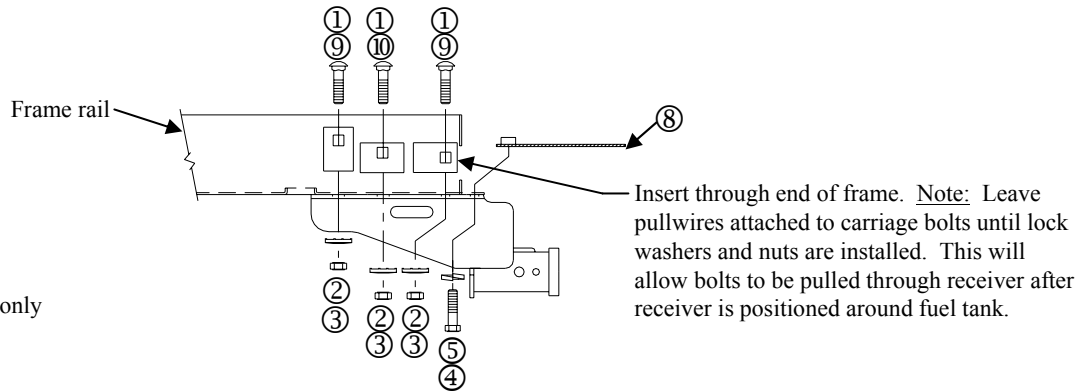 ① ① ①
⑨ ⑩ ⑨
Frame rail
⑧
Insert through end of frame. Note: Leave
pullwires attached to carriage bolts until lock
washers and nuts are installed. This will
allow bolts to be pulled through receiver after
receiver is positioned around fuel tank.
only
② ② ②
③ ③ ③
⑤
④